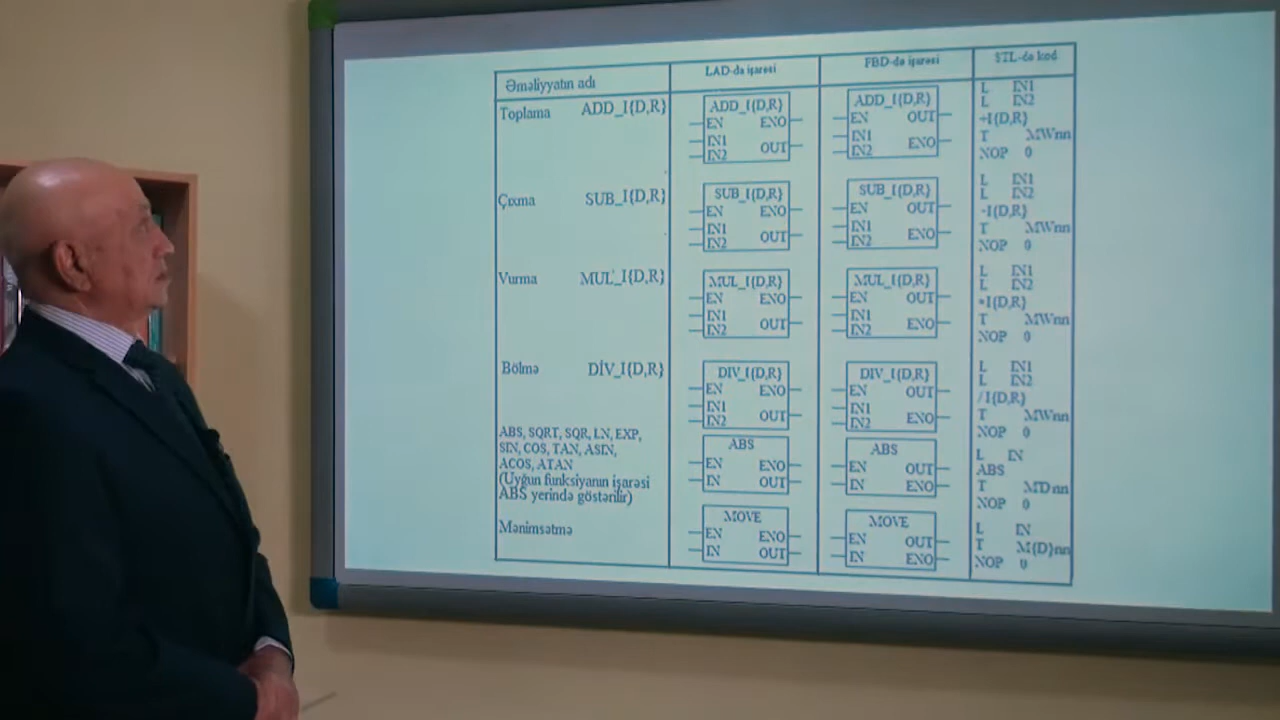 Əməliyyatın adı LAD-də işarəsi FBD-də işarəsi STL-də kod
Toplama ADD_I{D,R}
ADD_I{D,R}
EN ENO
IN1
IN2 OUT
ADD_I{D,R}
EN OUT
IN1
IN2 ENO
L IN1
L IN2
+I{D,R}
T MWnn
NOP 0
Çıxma SUB_I{D,R}
SUB_I{D,R}
EN ENO
IN1
IN2 OUT
SUB_I{D,R}
EN OUT
IN1
IN2 ENO
L IN1
L IN2
-I{D,R}
T MWnn
NOP 0
Vurma MUL_I{D,R}
MUL_I{D,R}
EN ENO
IN1
IN2 OUT
MUL_I{D,R}
EN OUT
IN1
IN2 ENO
L IN1
L IN2
*I{D,R}
T MWnn
NOP 0
Bölmə DİV_I{D,R}
DIV_I{D,R}
EN ENO
IN1
IN2 OUT
DIV_I{D,R}
EN OUT
IN1
IN2 ENO
L IN1
L IN2
/I{D,R}
T MWnn
NOP 0
ABS, SQRT, SQR, LN, EXP,
SIN, COS, TAN, ASIN,
ACOS, ATAN
(Uyğun funksiyanın işarəsi
ABS yerində göstərilir)
ABS
EN ENO
IN OUT
ABS
EN OUT
IN ENO
L IN
ABS
T MDnn
NOP 0
Mənimsətmə
MOVE
EN ENO
IN OUT
MOVE
EN OUT
IN ENO
L IN
T M{D}nn
NOP 0